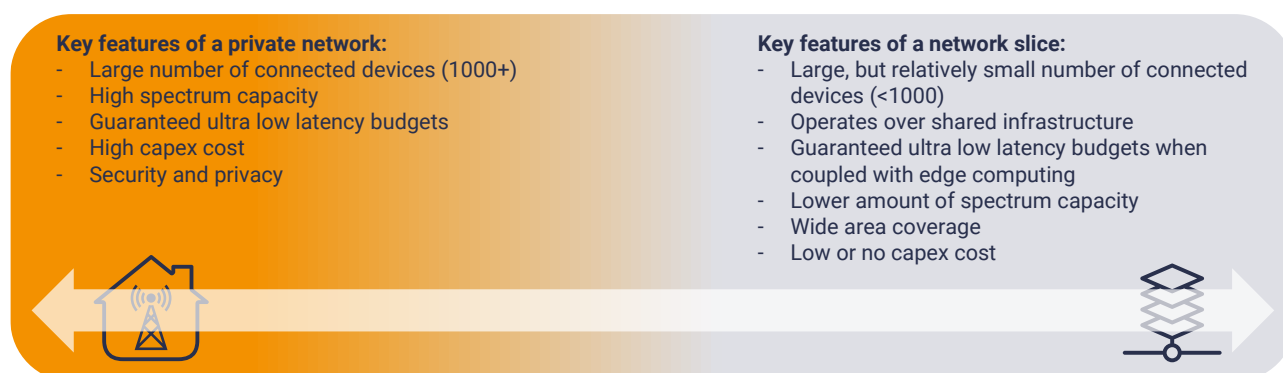 Key features of a private network:
- Large number of connected devices (1000+)
- High spectrum capacity
- Guaranteed ultra low latency budgets
- High capex cost
- Security and privacy
Key features of a network slice:
- Large, but relatively small number of connected
devices (<1000)
- Operates over shared infrastructure
- Guaranteed ultra low latency budgets when
coupled with edge computing
- Lower amount of spectrum capacity
- Wide area coverage
- Low or no capex cost